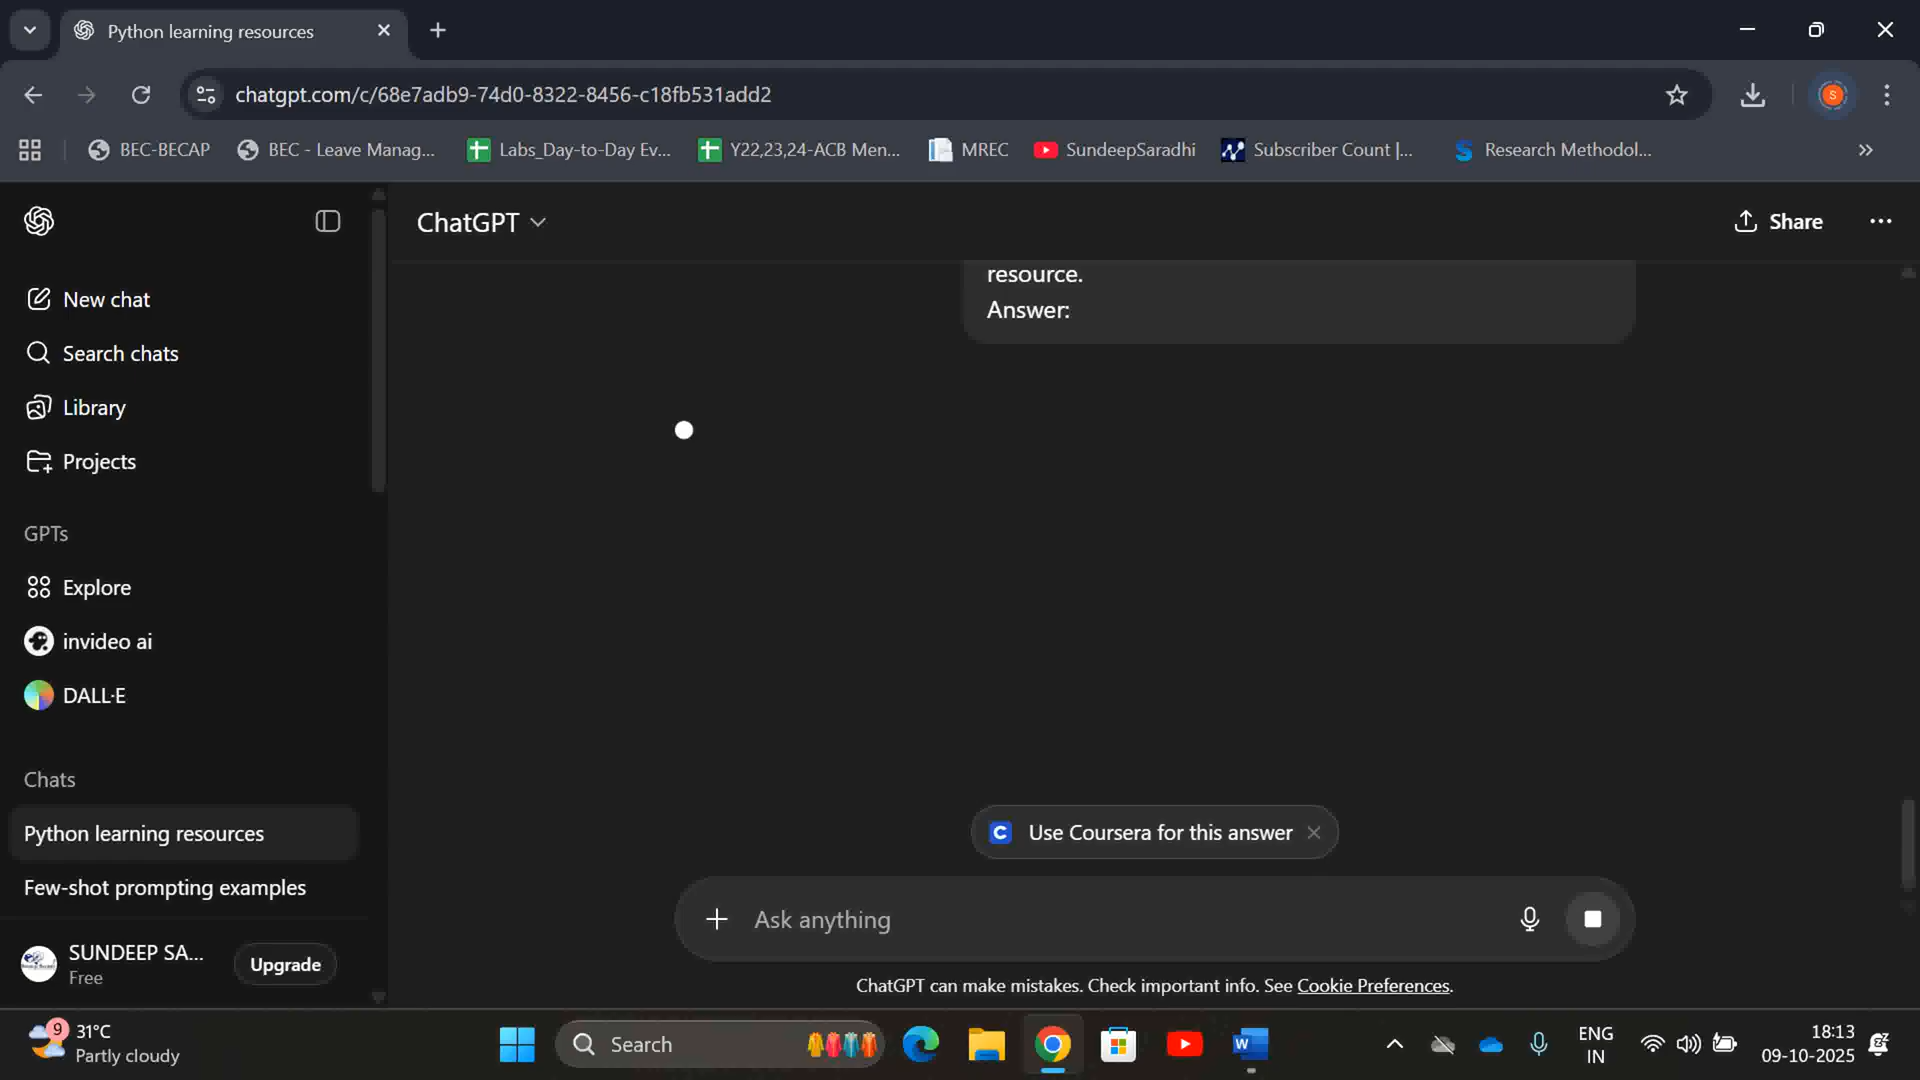 Python learning resources
chatgpt.com/c/68e7adb9-74d0-8322-8456-c18fb531add2
S
BEC-BECAP
BEC - Leave Manag...
Labs_Day-to-Day Ev...
Y22,23,24-ACB Men...
MREC
SundeepSaradhi
Subscriber Count |...
Research Methodol...
ChatGPT
Share
New chat
Search chats
Library
Projects
GPTs
Explore
invideo ai
DALL·E
Chats
Python learning resources
Few-shot prompting examples
SUNDEEP SA...
Free
Upgrade
resource.
Answer:
Use Coursera for this answer
Ask anything
ChatGPT can make mistakes. Check important info. See Cookie Preferences.
9
31°C
Partly cloudy
Search
ENG
IN
18:13
09-10-2025